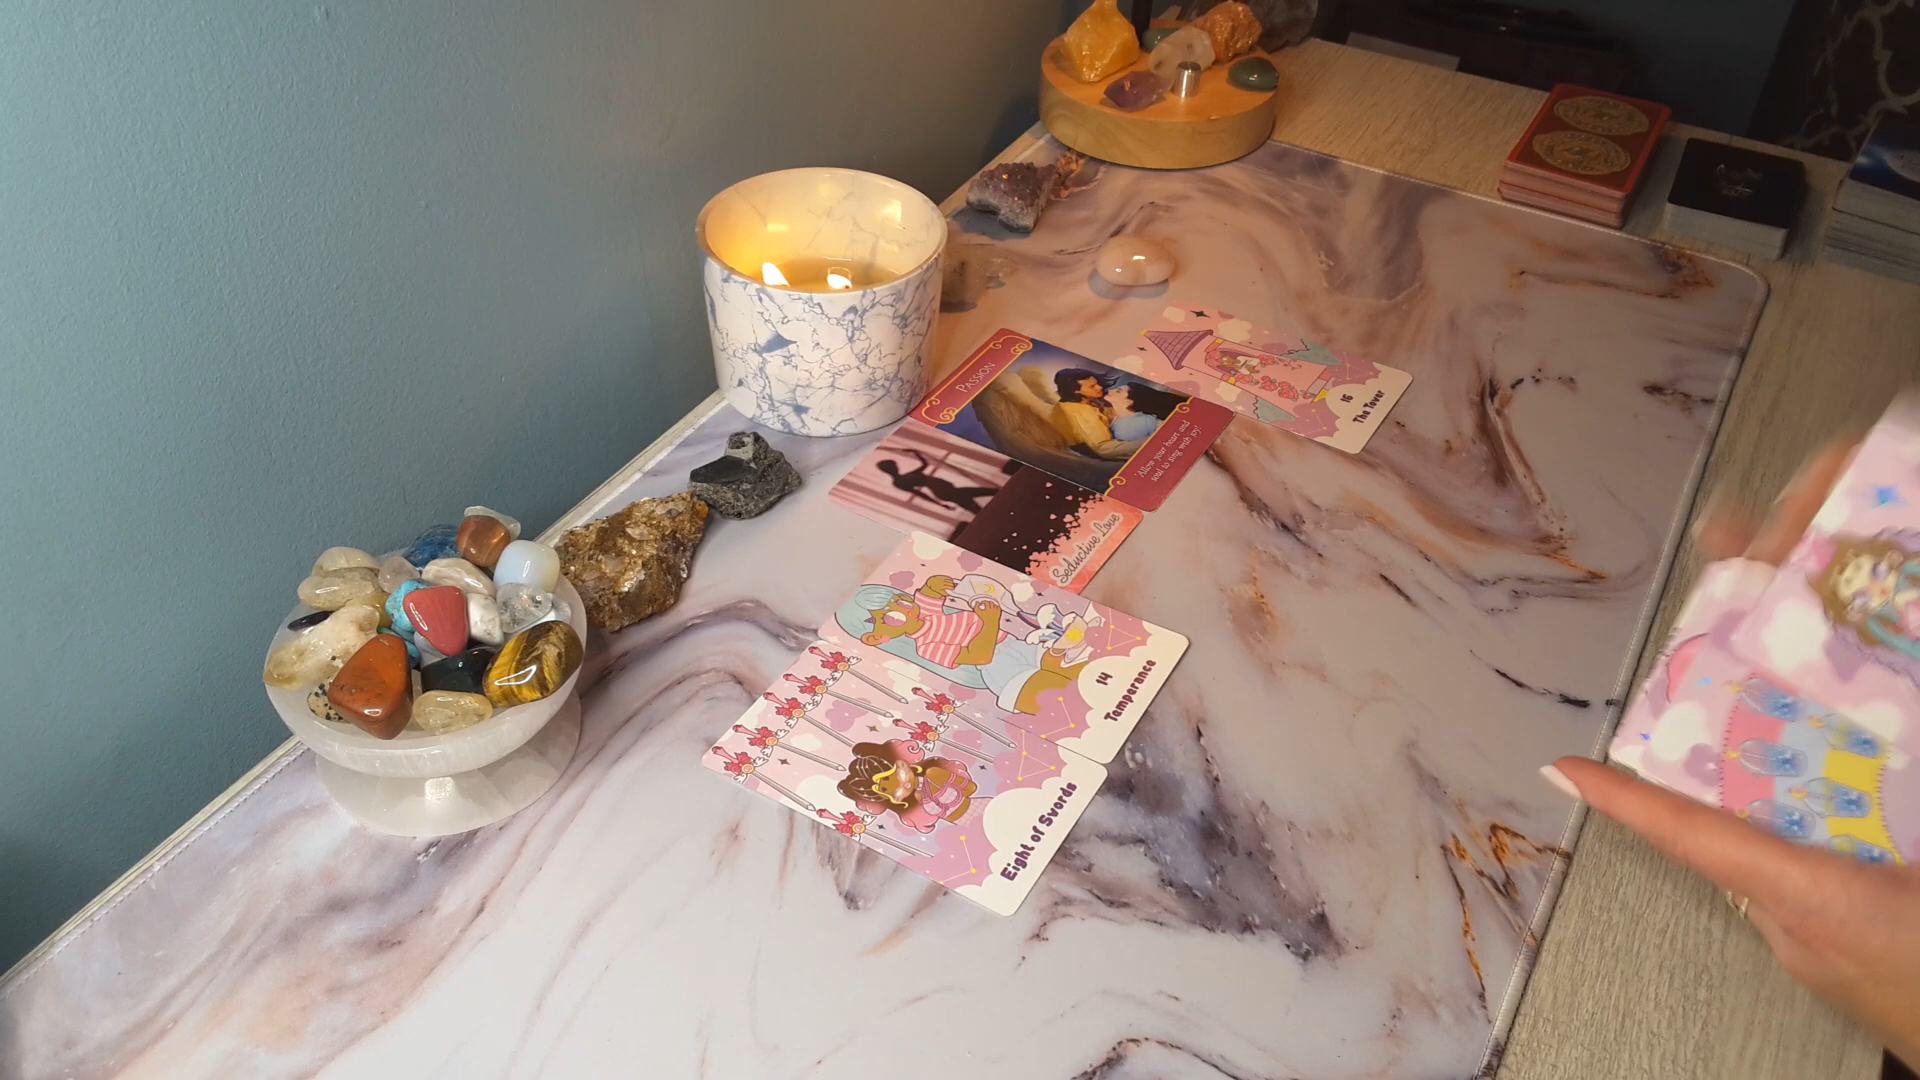 PASSION
"Allow your heart and
soul to sing with joy!
16
The Tower
Seductive Love
14
Temperance
Eight of Swords